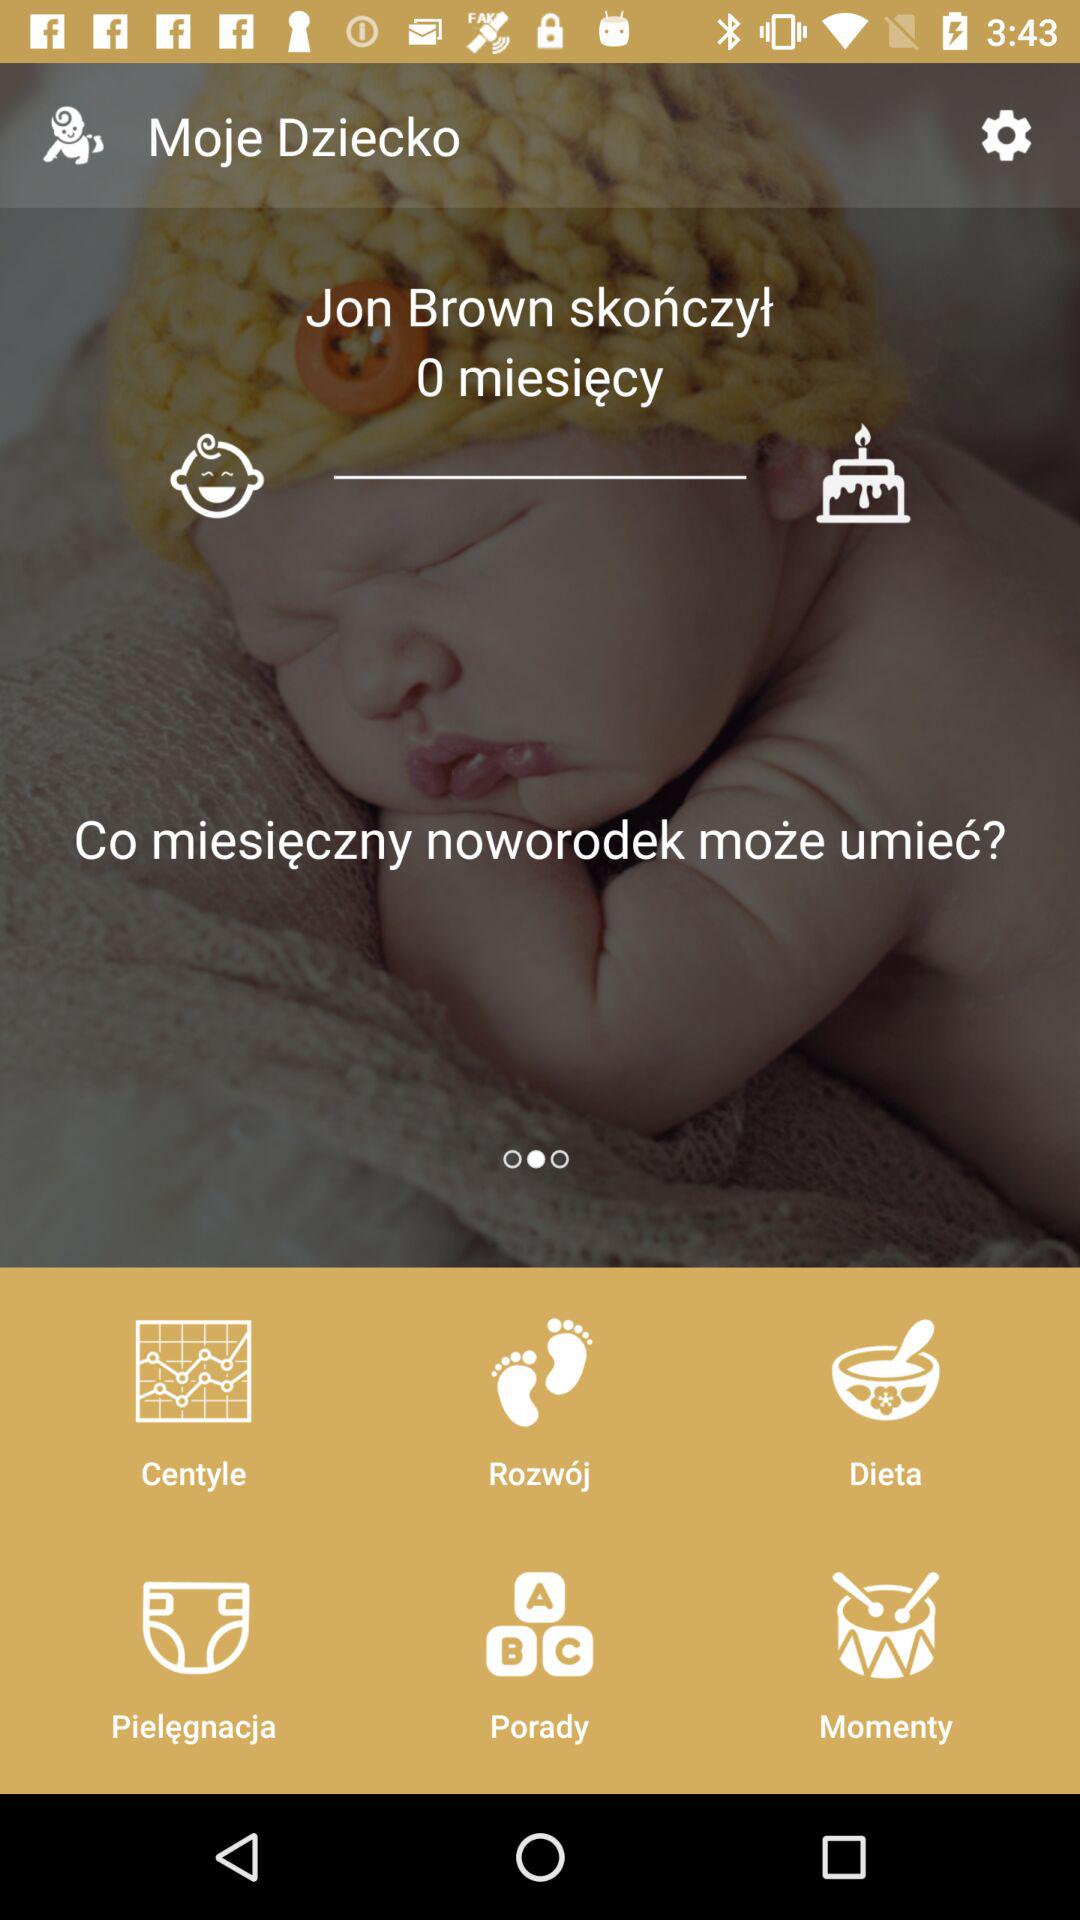 FAKE
3:43
Moje Dziecko
Jon Brown skończył
0 miesięcy
Co miesięczny noworodek może umieć?
Centyle
Rozwój
Dieta
A
B C
Pielęgnacja
Porady
Momenty